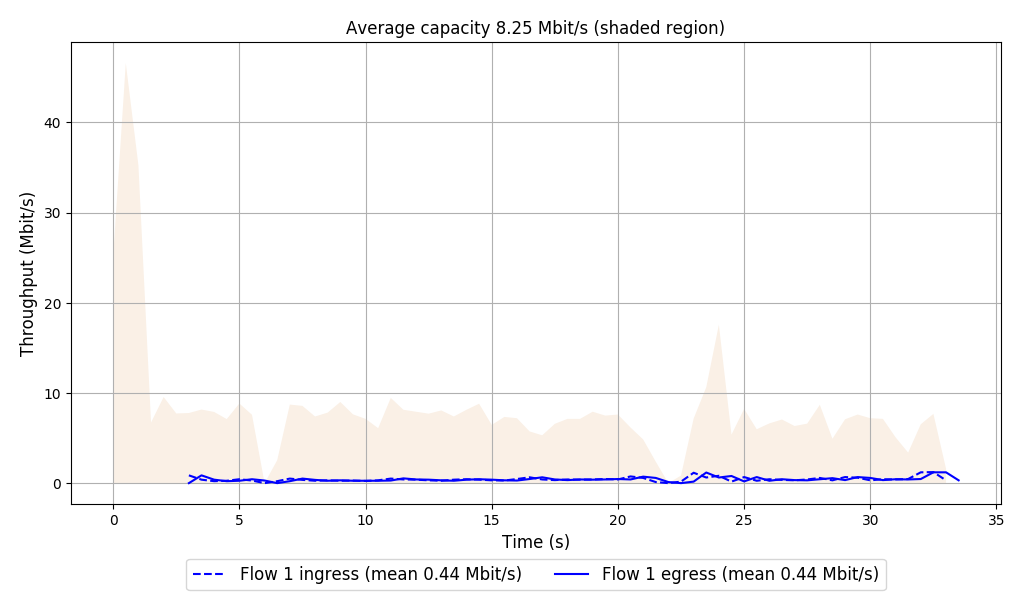 Average capacity 8.25 Mbit/s (shaded region)
Throughput (Mbit/s)
40
30
20
10
0
0 5 10 15 20 25 30 35
Time (s)
Flow 1 ingress (mean 0.44 Mbit/s) Flow 1 egress (mean 0.44 Mbit/s)